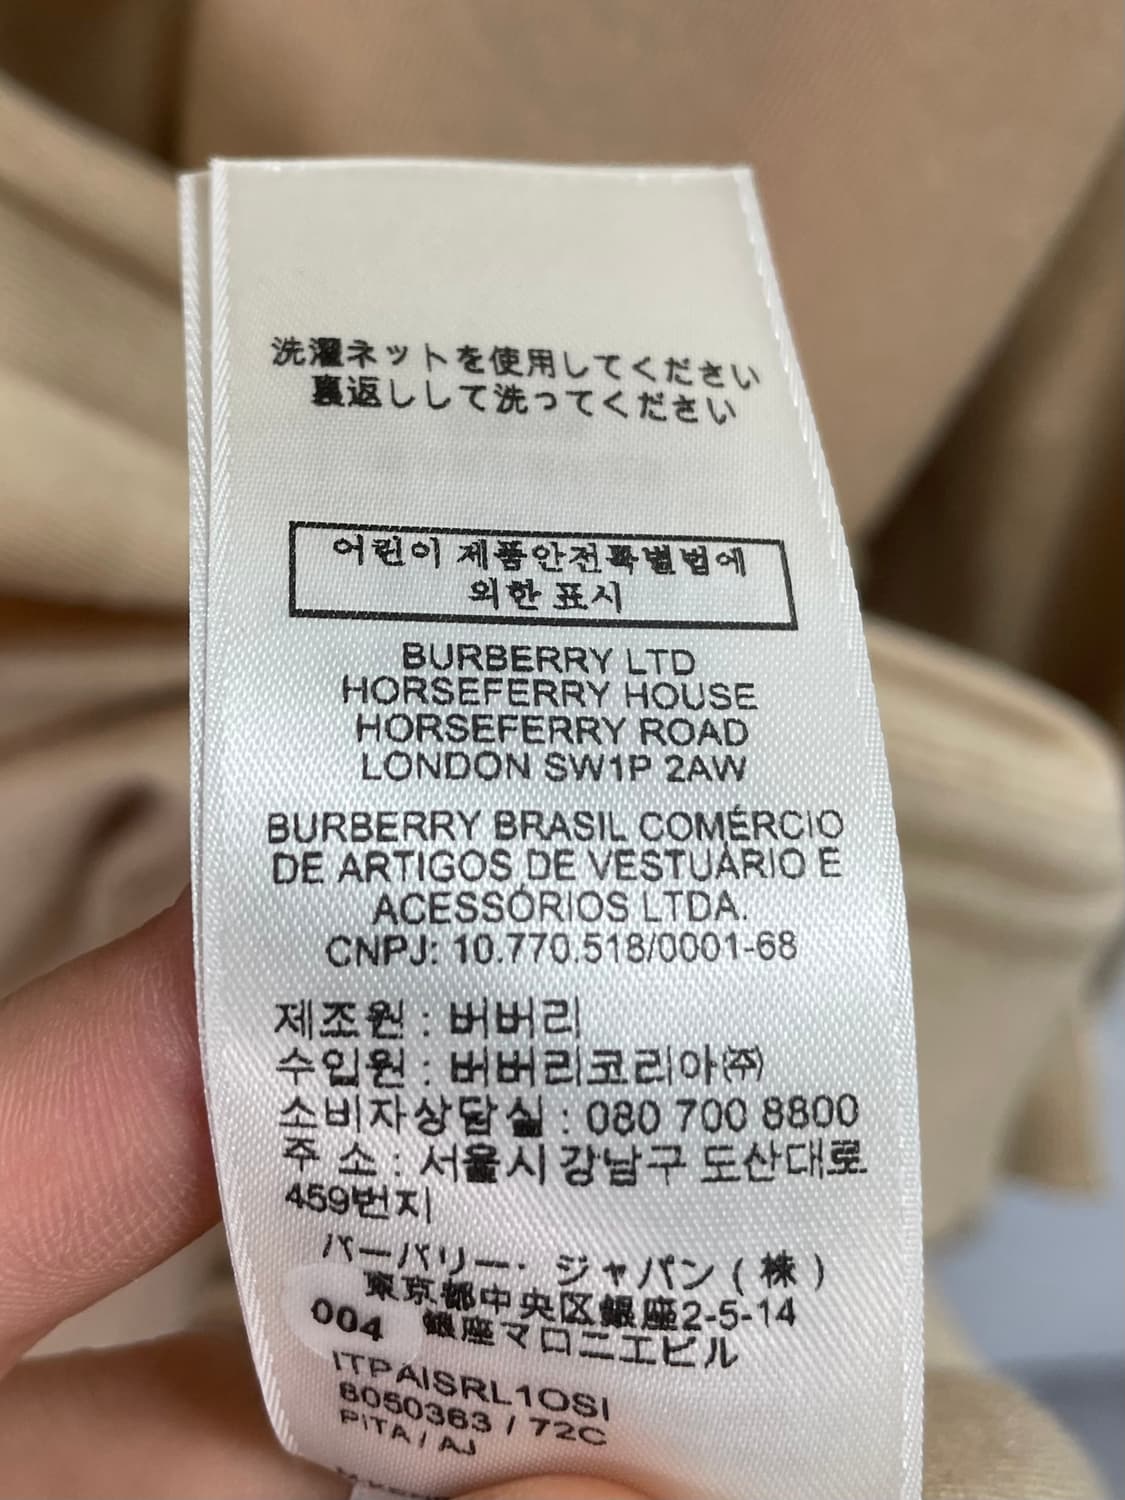 洗濯ネットを使用してください
裏返しして洗ってください
어린이 제품안전특별법에
의한 표시
BURBERRY LTD
HORSEFERRY HOUSE
HORSEFERRY ROAD
LONDON SW1P 2AW
BURBERRY BRASIL COMÉRCIO
DE ARTIGOS DE VESTUÁRIO E
ACESSÓRIOS LTDA.
CNPJ: 10.770.518/0001-68
제조원 : 버버리
수입원 : 버버리코리아㈜
소비자상담실 : 080 700 8800
주 소 : 서울시 강남구 도산대로
459번지
バーバリー・ジャパン(株)
東京都中央区銀座2-5-14
004 銀座マロニエビル
ITPAISRL1OSI
8050363 / 72C
PITA / AJ